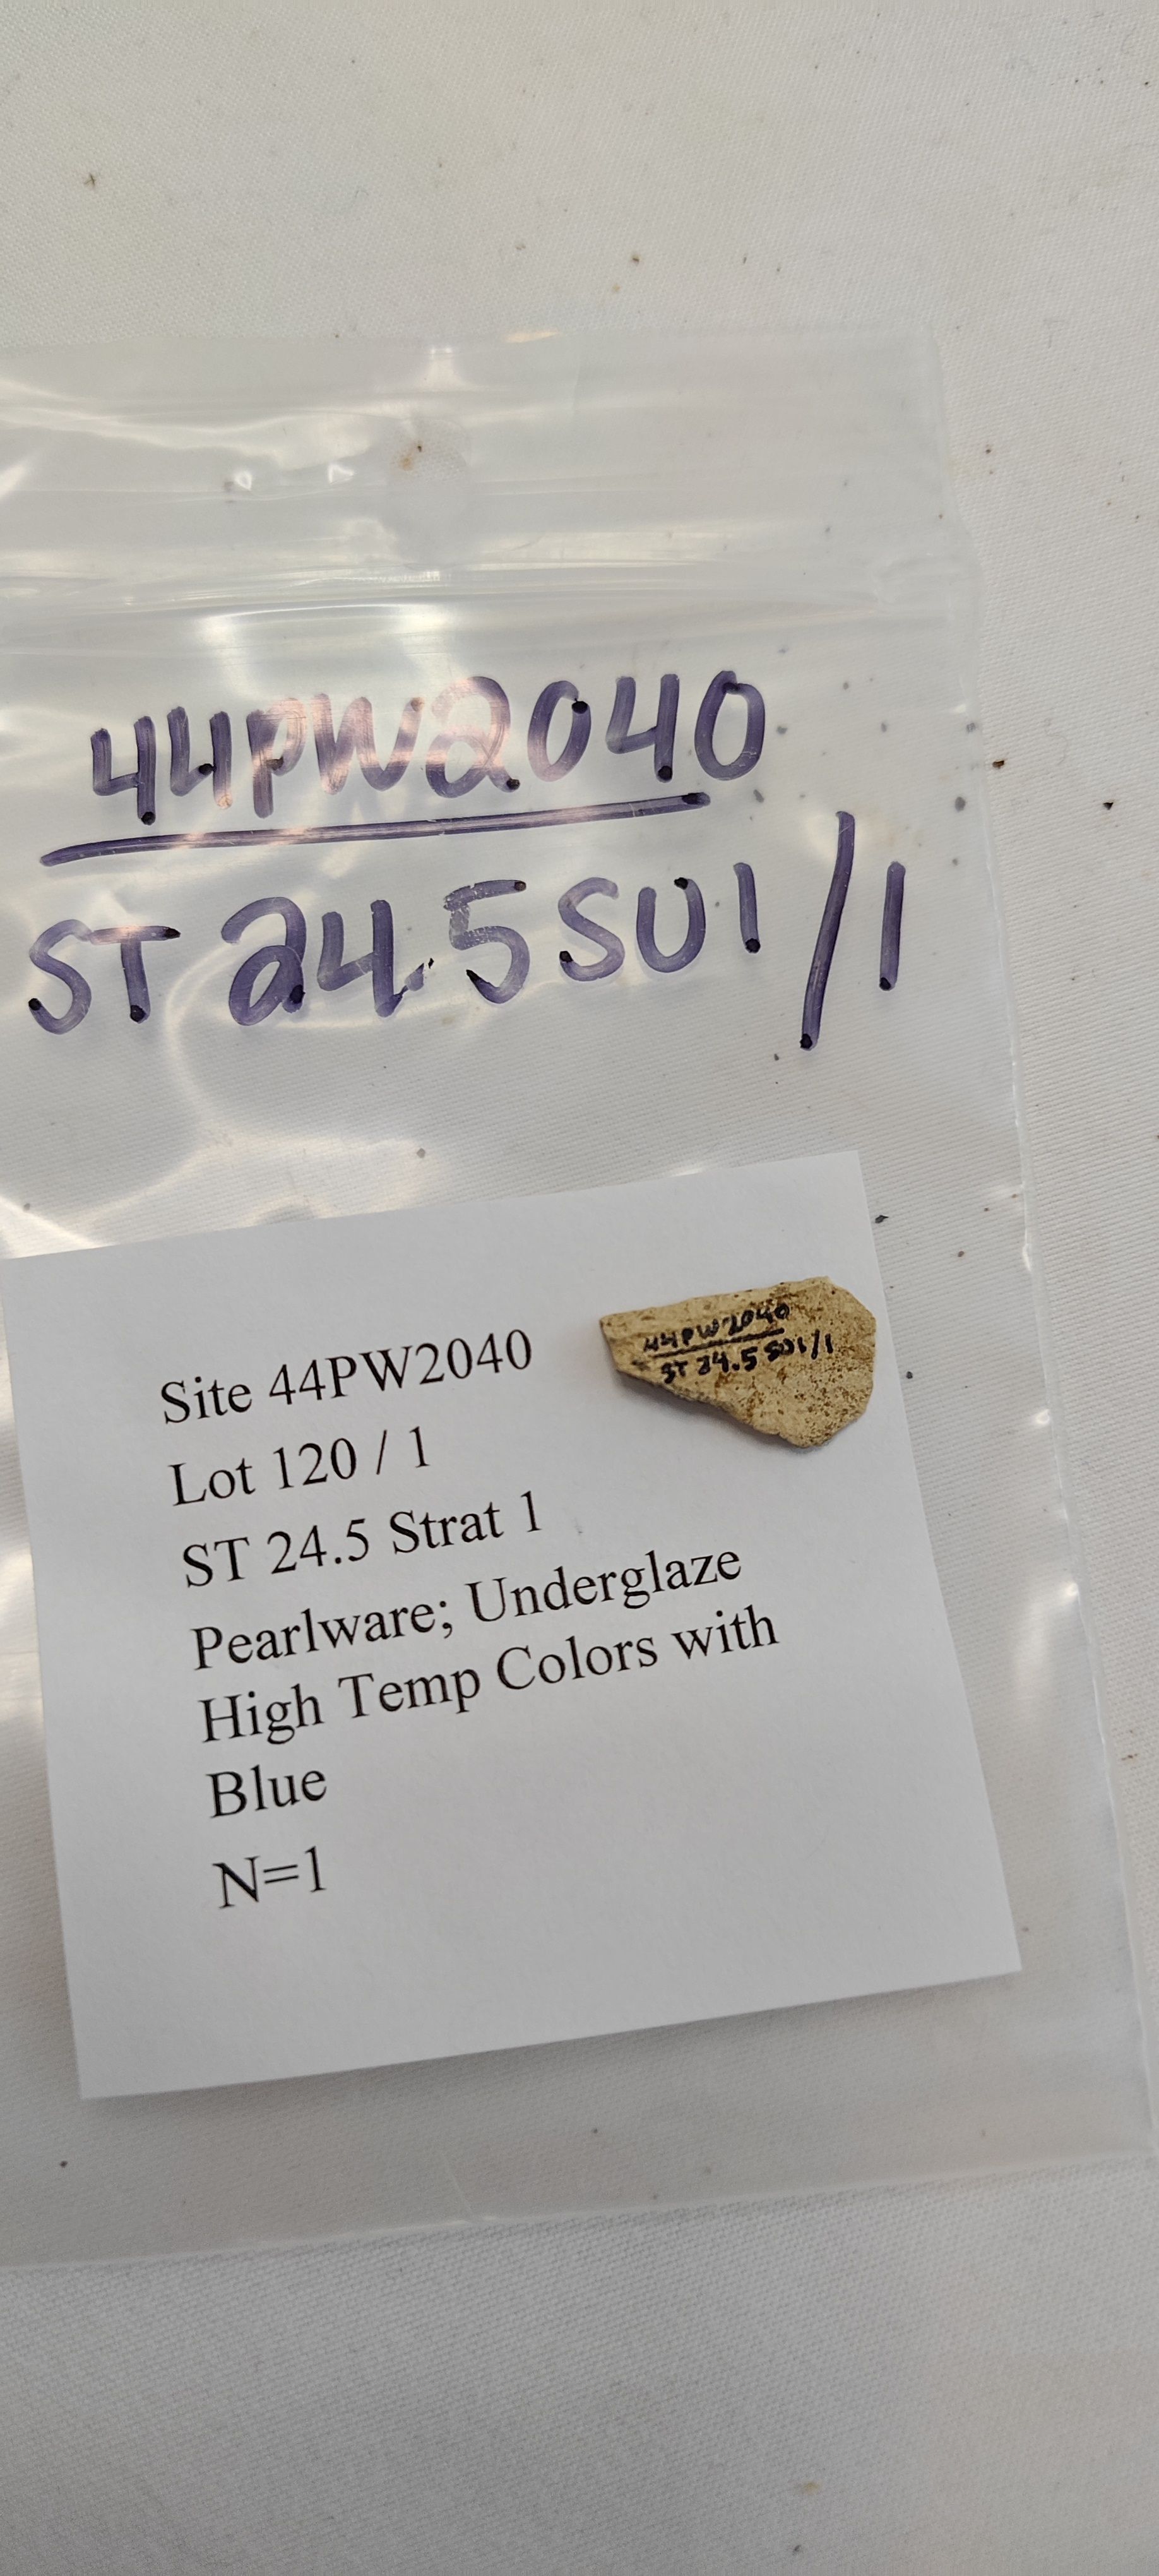 44PW2040
ST 24.5 SU1/1
44PW2040
ST 24.5 SU1/1
Site 44PW2040
Lot 120 / 1
ST 24.5 Strat 1
Pearlware; Underglaze
High Temp Colors with
Blue
N=1